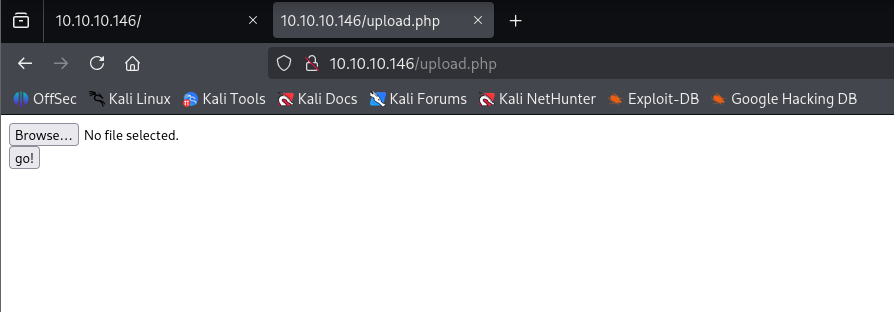 10.10.10.146/ 10.10.10.146/upload.php
10.10.10.146/upload.php
OffSec Kali Linux Kali Tools Kali Docs Kali Forums Kali NetHunter Exploit-DB Google Hacking DB
Browse... No file selected.
go!